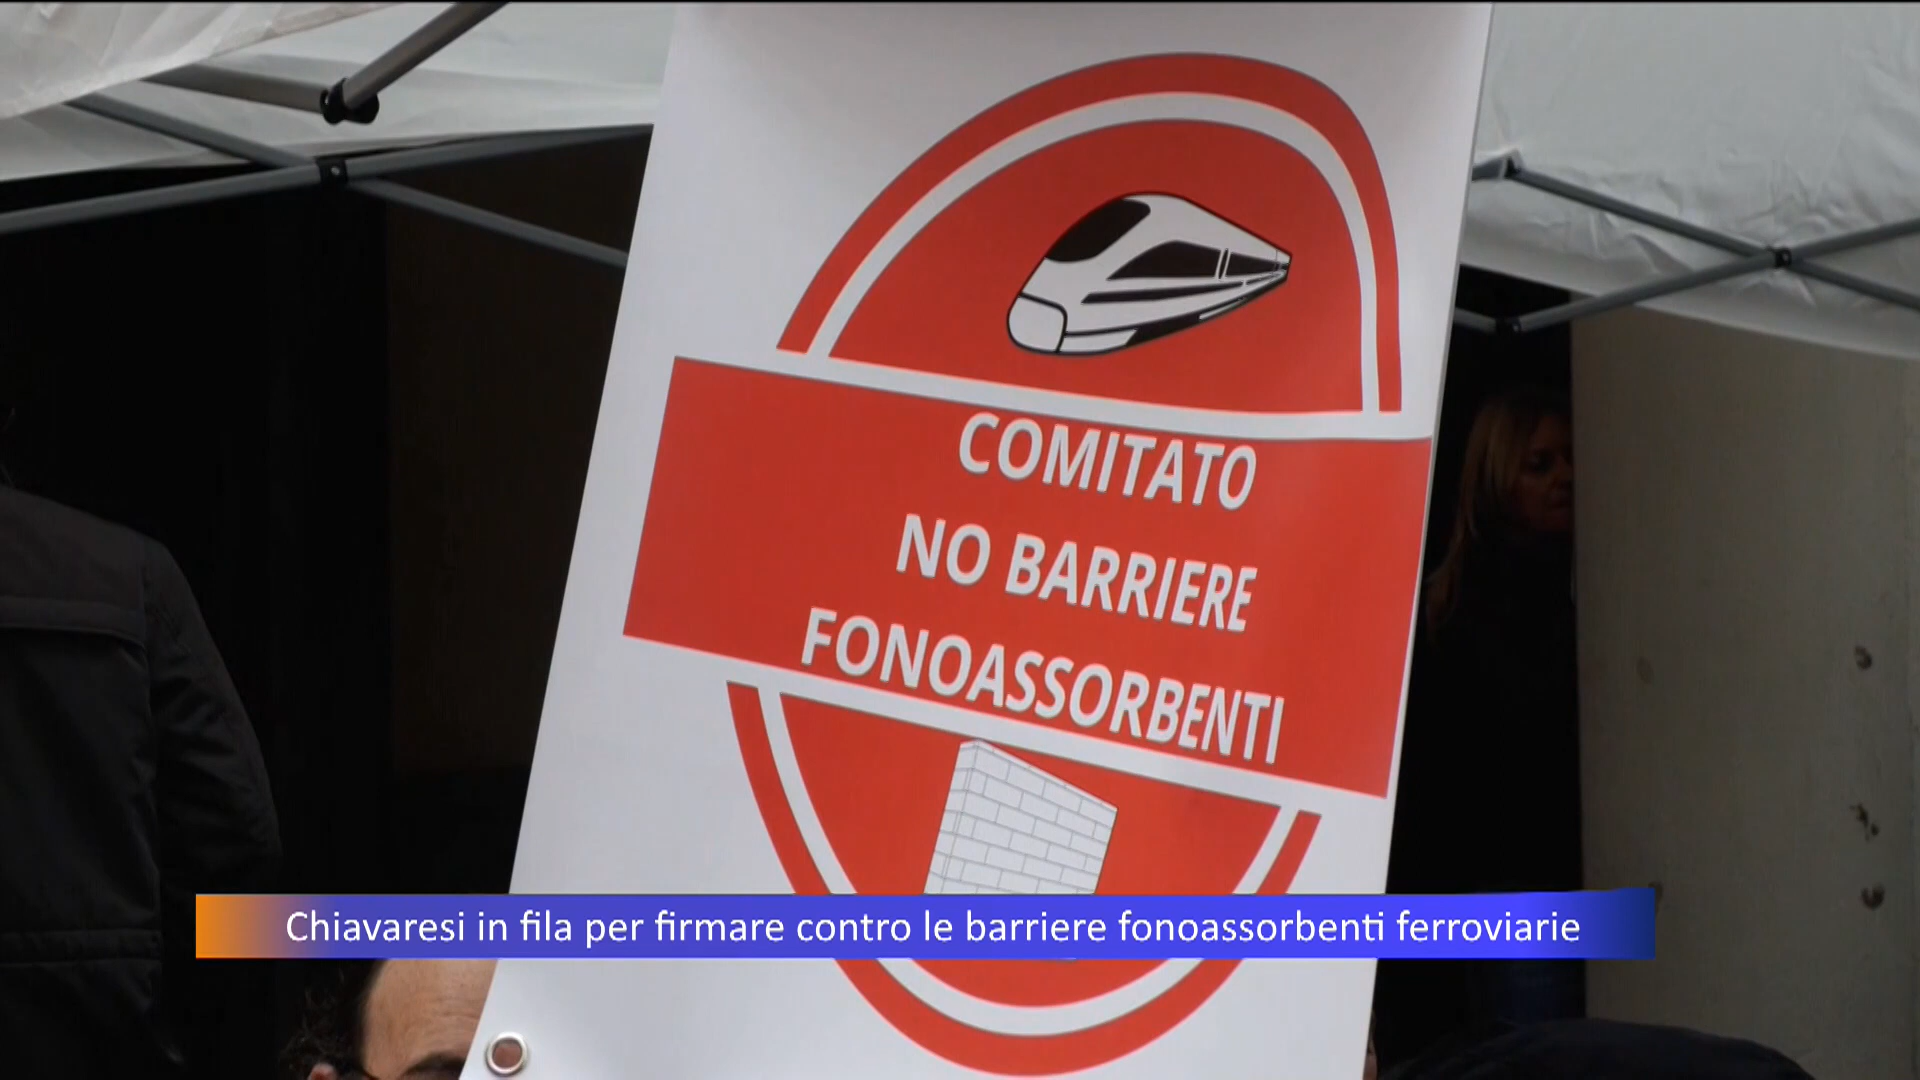 COMITATO
NO BARRIERE
FONOASSORBENTI
Chiavaresi in fila per firmare contro le barriere fonoassorbenti ferroviarie